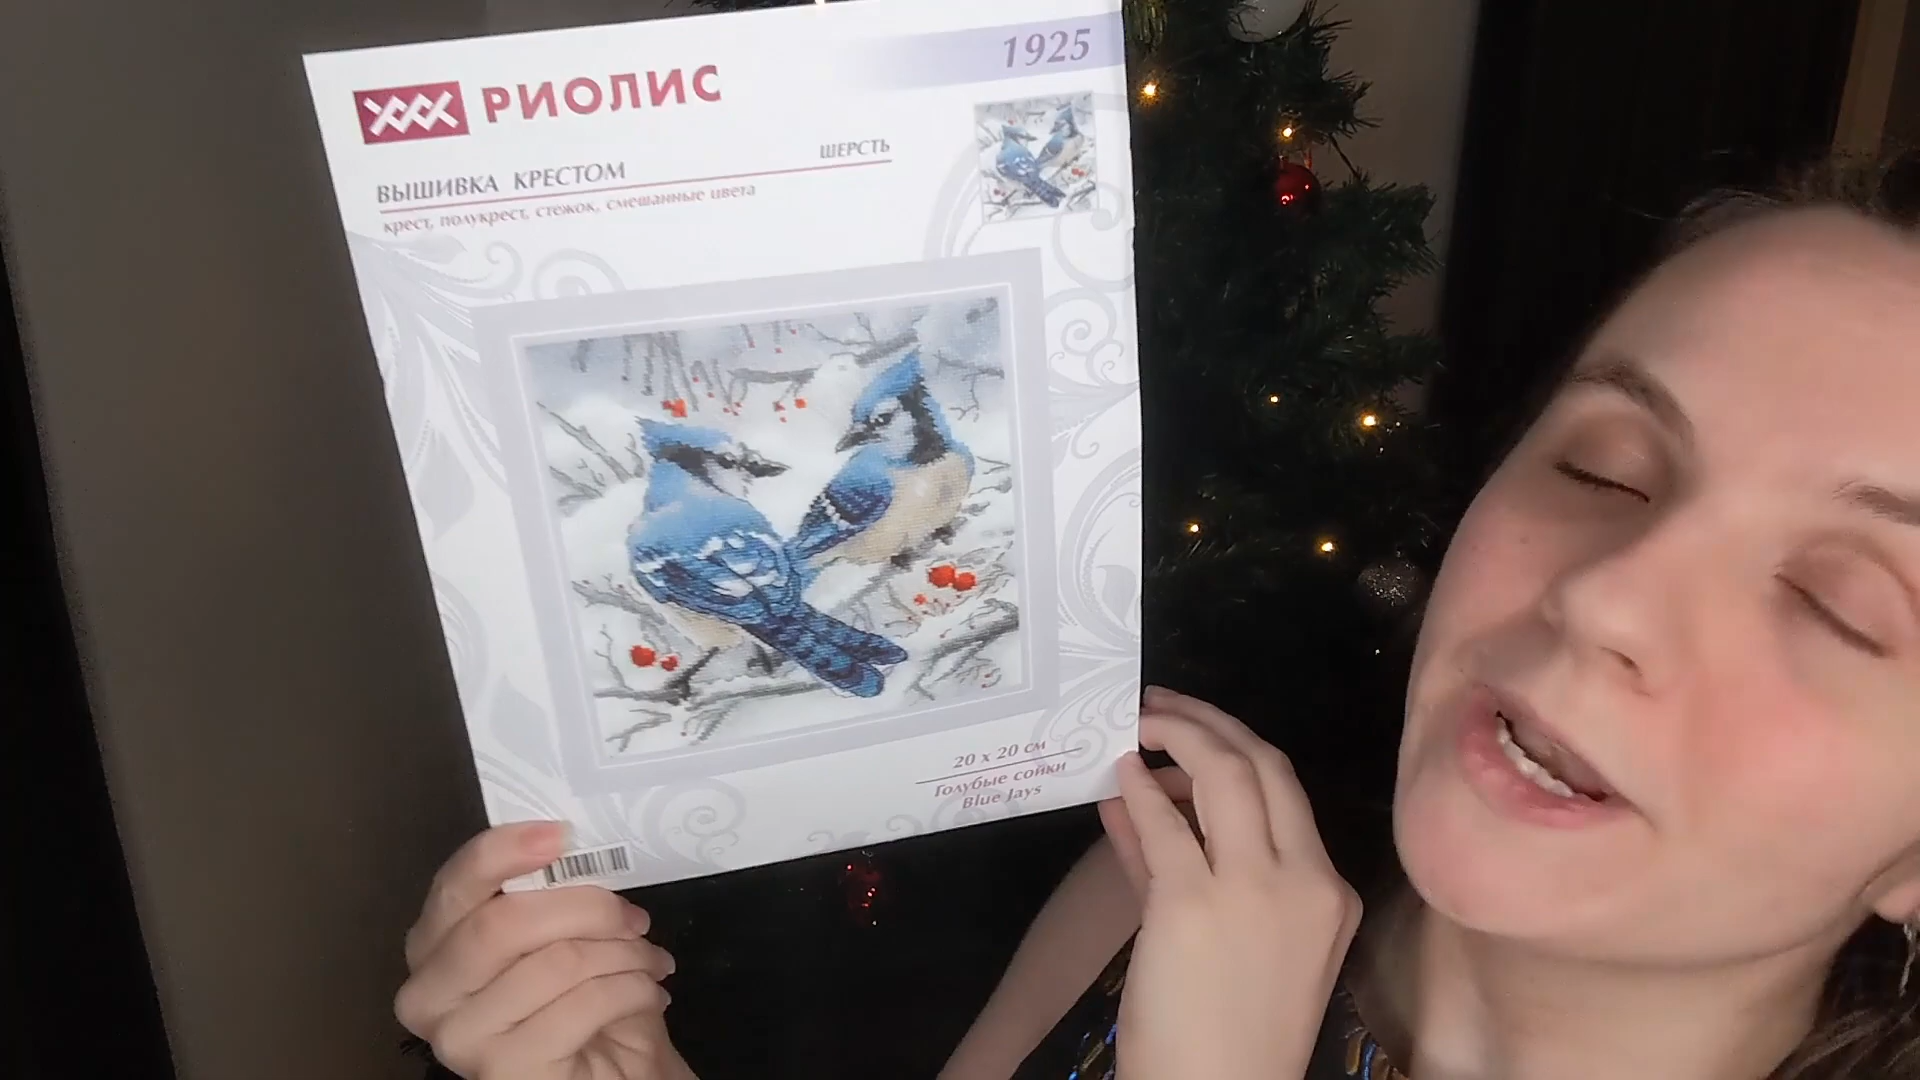 1925
РИОЛИС
ШЕРСТЬ
ВЫШИВКА КРЕСТОМ
крест, полукрест, стежок, смешанные цвета
20 x 20 см
Голубые сойки
Blue Jays